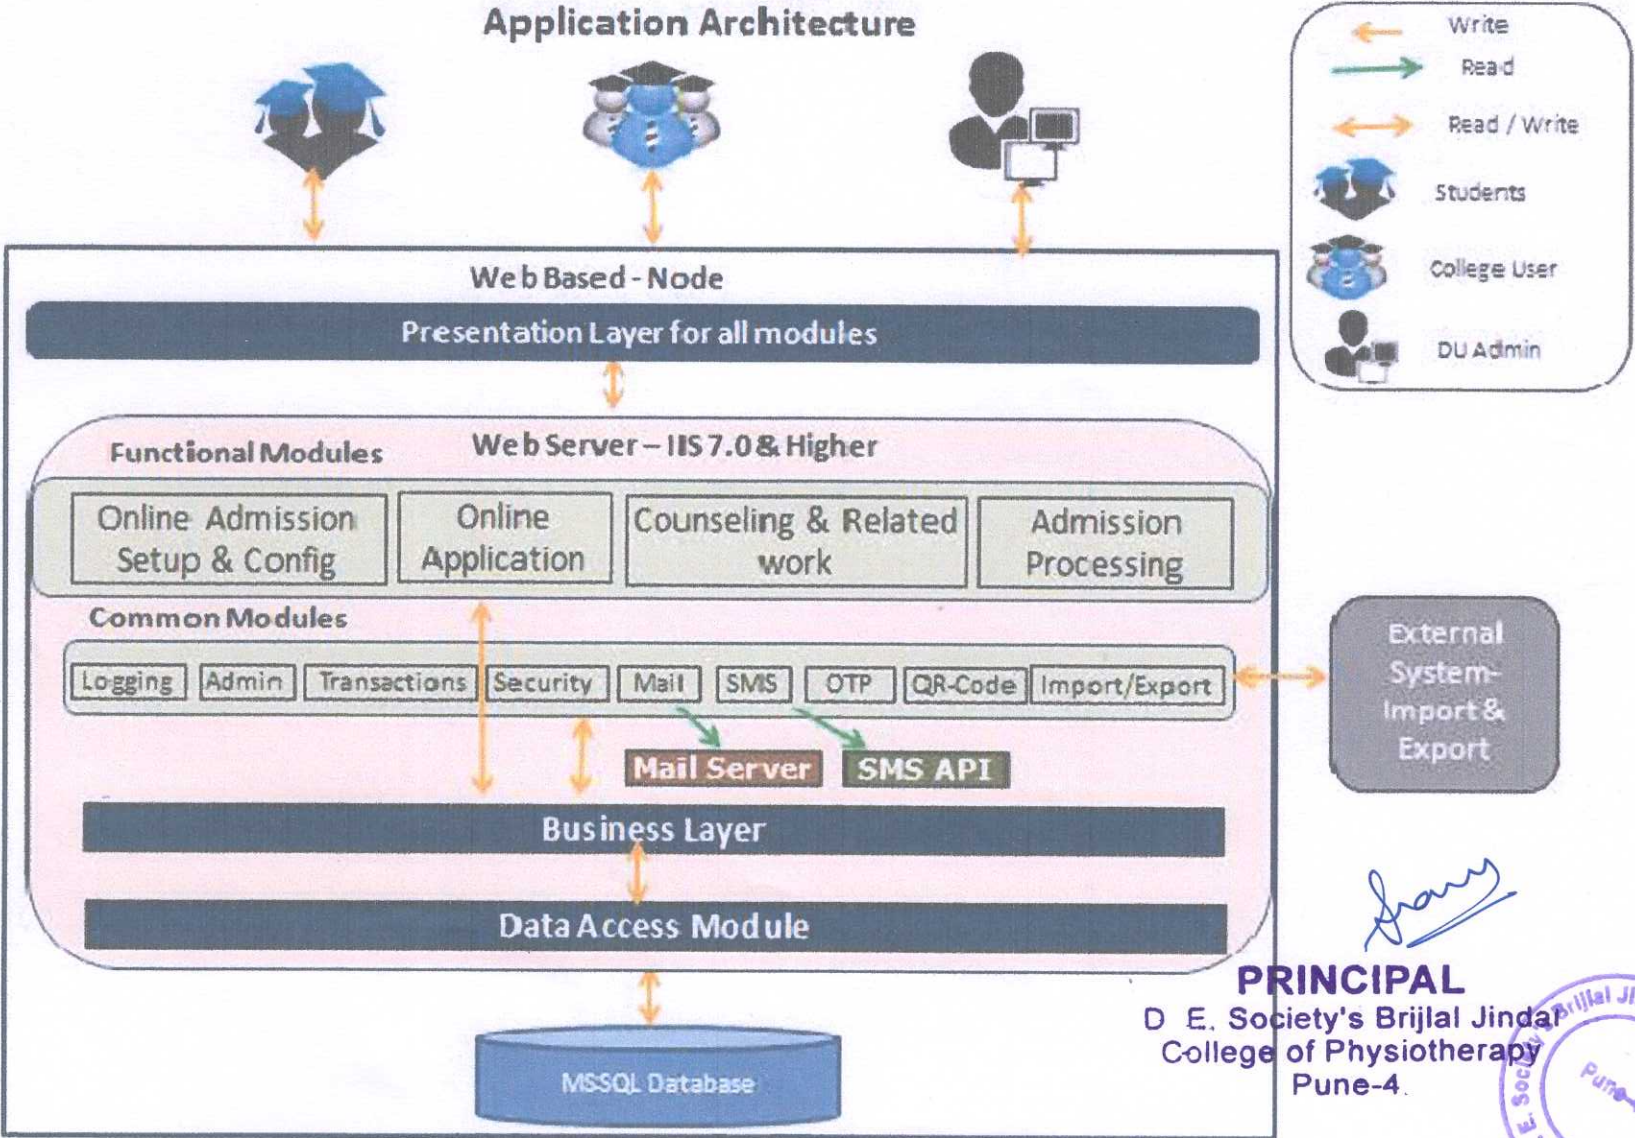 Application Architecture
Write
Read
Read / Write
Students
College User
DU Admin
Web Based - Node
Presentation Layer for all modules
Functional Modules
Web Server – IIS 7.0 & Higher
Online Admission
Setup & Config
Online
Application
Counseling & Related
work
Admission
Processing
Common Modules
Logging
Admin
Transactions
Security
Mail
SMS
OTP
QR-Code
Import/Export
External
System-
Import &
Export
Mail Server
SMS API
Business Layer
Data Access Module
MSSQL Database
PRINCIPAL
D E. Society's Brijlal Jindal
College of Physiotherapy
Pune-4.
E. Society's Brijlal
Pune